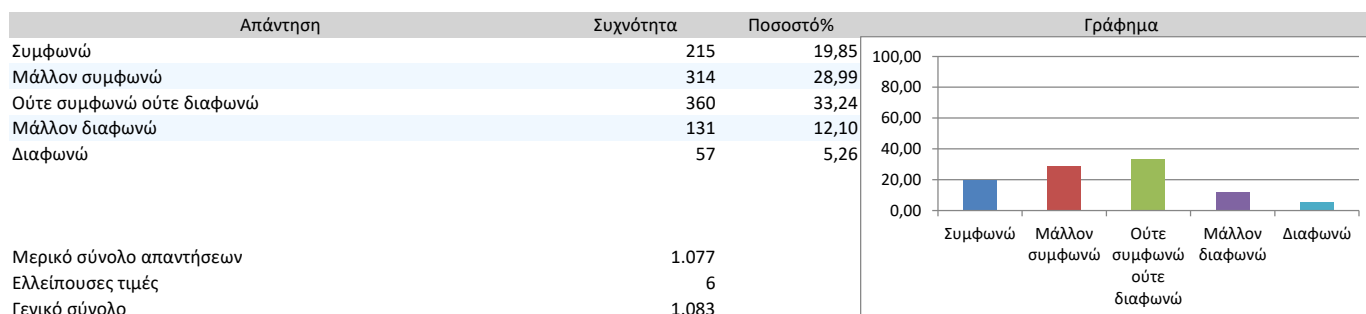 Απάντηση Συχνότητα Ποσοστό% Γράφημα
Συμφωνώ 215 19,85
Μάλλον συμφωνώ 314 28,99
Ούτε συμφωνώ ούτε διαφωνώ 360 33,24
Μάλλον διαφωνώ 131 12,10
Διαφωνώ 57 5,26
Μερικό σύνολο απαντήσεων 1.077
Ελλείπουσες τιμές 6
Γενικό σύνολο 1.083
100,00
80,00
60,00
40,00
20,00
0,00
Συμφωνώ Μάλλον Ούτε Μάλλον Διαφωνώ
συμφωνώ συμφωνώ διαφωνώ
ούτε
διαφωνώ